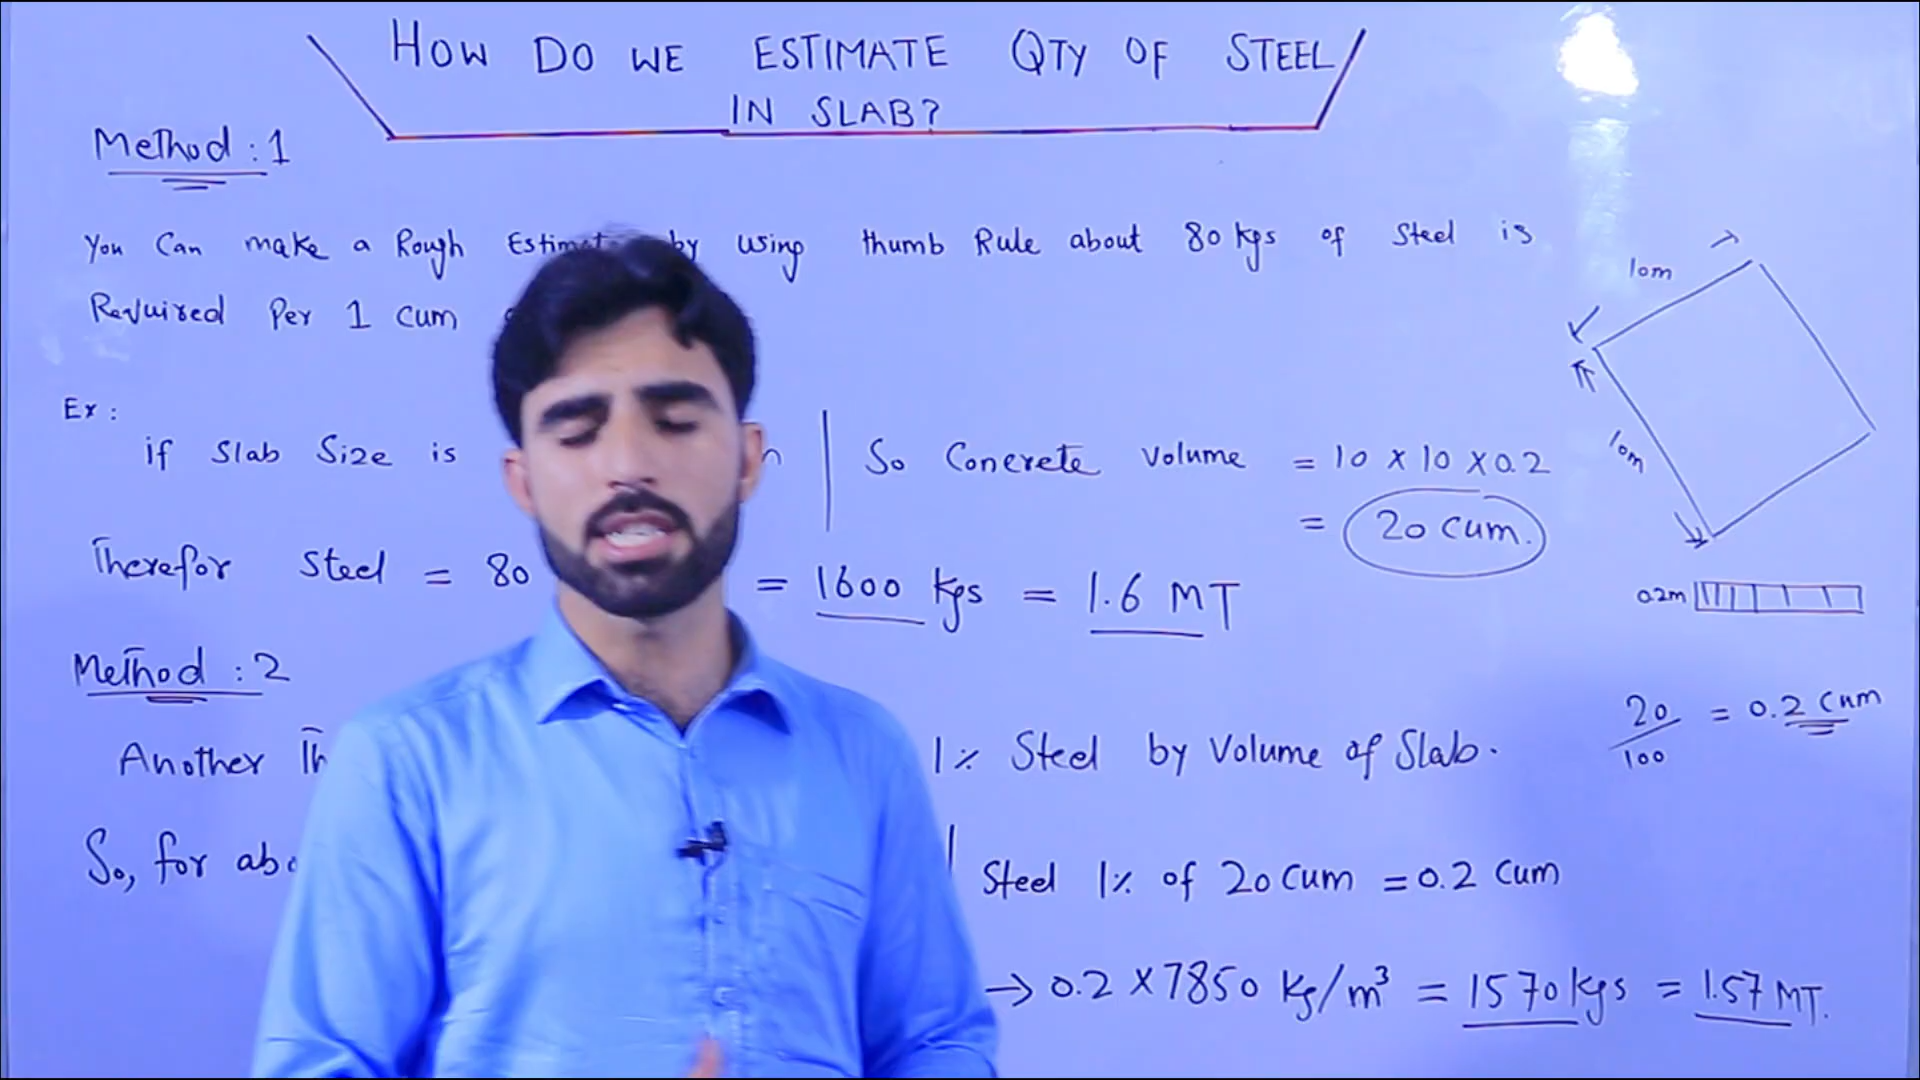 HOW DO WE ESTIMATE QTY OF STEEL
IN SLAB?
Method : 1
You Can make a Rough by using thumb Rule about 80 kgs of Steel is
Required Per 1 Cum
Ex :
if Slab Size is
So Concrete Volume = 10 x 10 x 0.2
= 20 cum.
Therefor Steel = 80 = 1600 kgs = 1.6 MT
10m
10m
0.2m
Method : 2
Another 1% Steel by Volume of Slab.
20/100 = 0.2 Cum
So, for Steel 1% of 20 Cum = 0.2 Cum
→ 0.2 x 7850 kg/m³ = 1570 kgs = 1.57 MT.